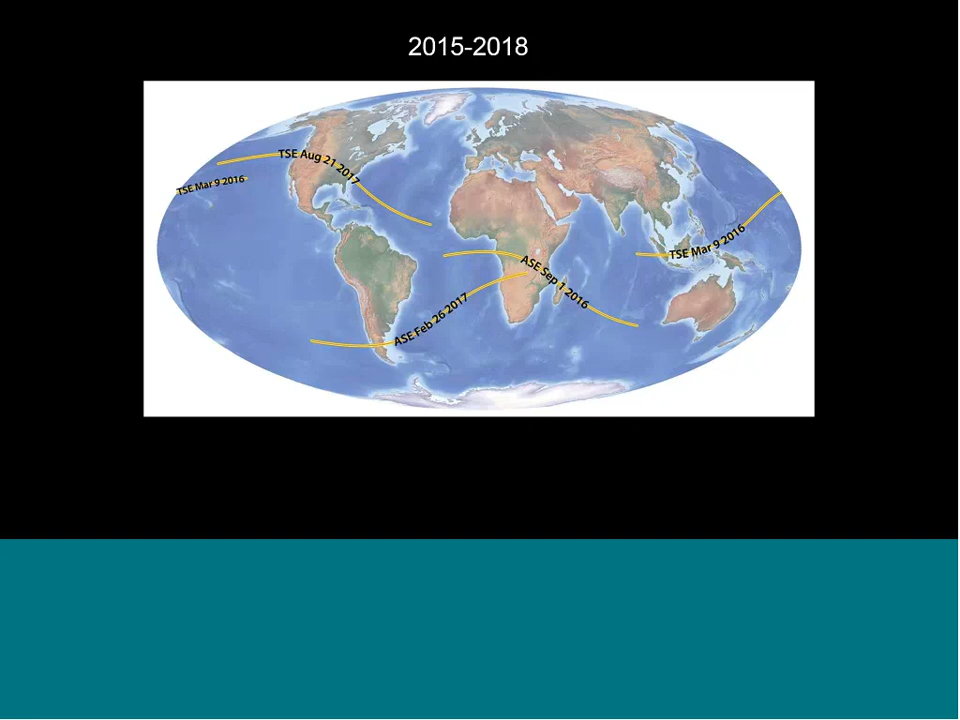 2015-2018
TSE Aug 21 2017
TSE Mar 9 2016
TSE Mar 9 2016
ASE Sep 1 2016
ASE Feb 26 2017